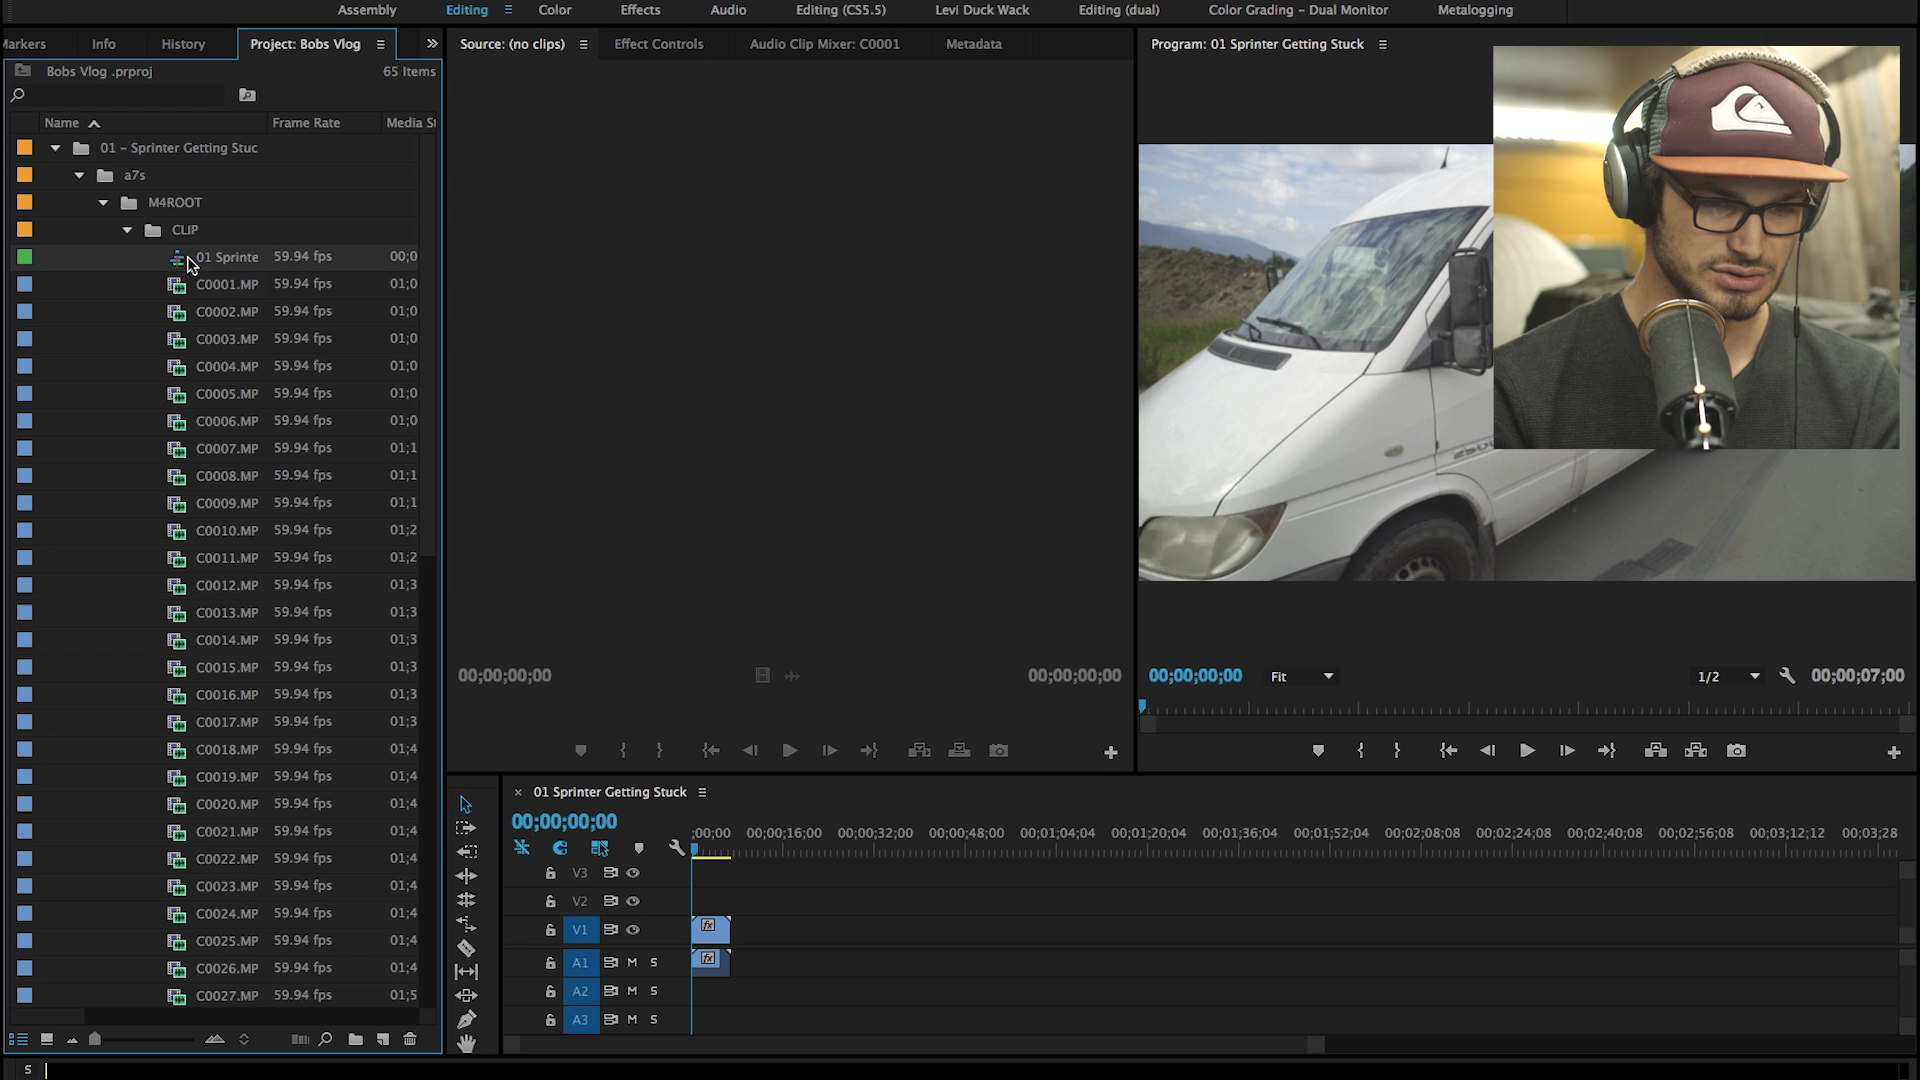 Assembly Editing Color Effects Audio Editing (CS5.5) Levi Duck Wack Editing (dual) Color Grading - Dual Monitor Metalogging
Markers Info History Project: Bobs Vlog
Source: (no clips) Effect Controls Audio Clip Mixer: C0001 Metadata
Program: 01 Sprinter Getting Stuck
Bobs Vlog .prproj 65 Items
Name Frame Rate Media St
01 - Sprinter Getting Stuc
a7s
M4ROOT
CLIP
01 Sprinte 59.94 fps 00;0
C0001.MP 59.94 fps 01;0
C0002.MP 59.94 fps 01;0
C0003.MP 59.94 fps 01;0
C0004.MP 59.94 fps 01;0
C0005.MP 59.94 fps 01;0
C0006.MP 59.94 fps 01;0
C0007.MP 59.94 fps 01;1
C0008.MP 59.94 fps 01;1
C0009.MP 59.94 fps 01;1
C0010.MP 59.94 fps 01;2
C0011.MP 59.94 fps 01;2
C0012.MP 59.94 fps 01;3
C0013.MP 59.94 fps 01;3
C0014.MP 59.94 fps 01;3
C0015.MP 59.94 fps 01;3
C0016.MP 59.94 fps 01;3
C0017.MP 59.94 fps 01;3
C0018.MP 59.94 fps 01;4
C0019.MP 59.94 fps 01;4
C0020.MP 59.94 fps 01;4
C0021.MP 59.94 fps 01;4
C0022.MP 59.94 fps 01;4
C0023.MP 59.94 fps 01;4
C0024.MP 59.94 fps 01;4
C0025.MP 59.94 fps 01;4
C0026.MP 59.94 fps 01;4
C0027.MP 59.94 fps 01;5
00;00;00;00 00;00;00;00
00;00;00;00 Fit 1/2 00;00;07;00
01 Sprinter Getting Stuck
00;00;00;00
;00;00 00;00;16;00 00;00;32;00 00;00;48;00 00;01;04;04 00;01;20;04 00;01;36;04 00;01;52;04 00;02;08;08 00;02;24;08 00;02;40;08 00;02;56;08 00;03;12;12 00;03;28
V3
V2
V1 fx
A1 M S fx
A2 M S
A3 M S
S